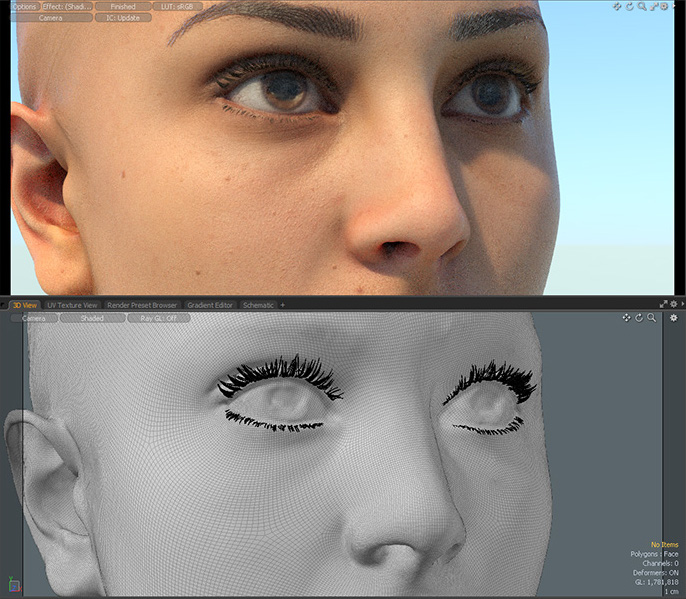 Options Effect: (Shadi... Finished LUT: sRGB
Camera IC: Update
3D View UV Texture View Render Preset Browser Gradient Editor Schematic +
Camera Shaded Ray GL: Off
No Items
Polygons : Face
Channels: 0
Deformers: ON
GL: 1,781,818
1 cm